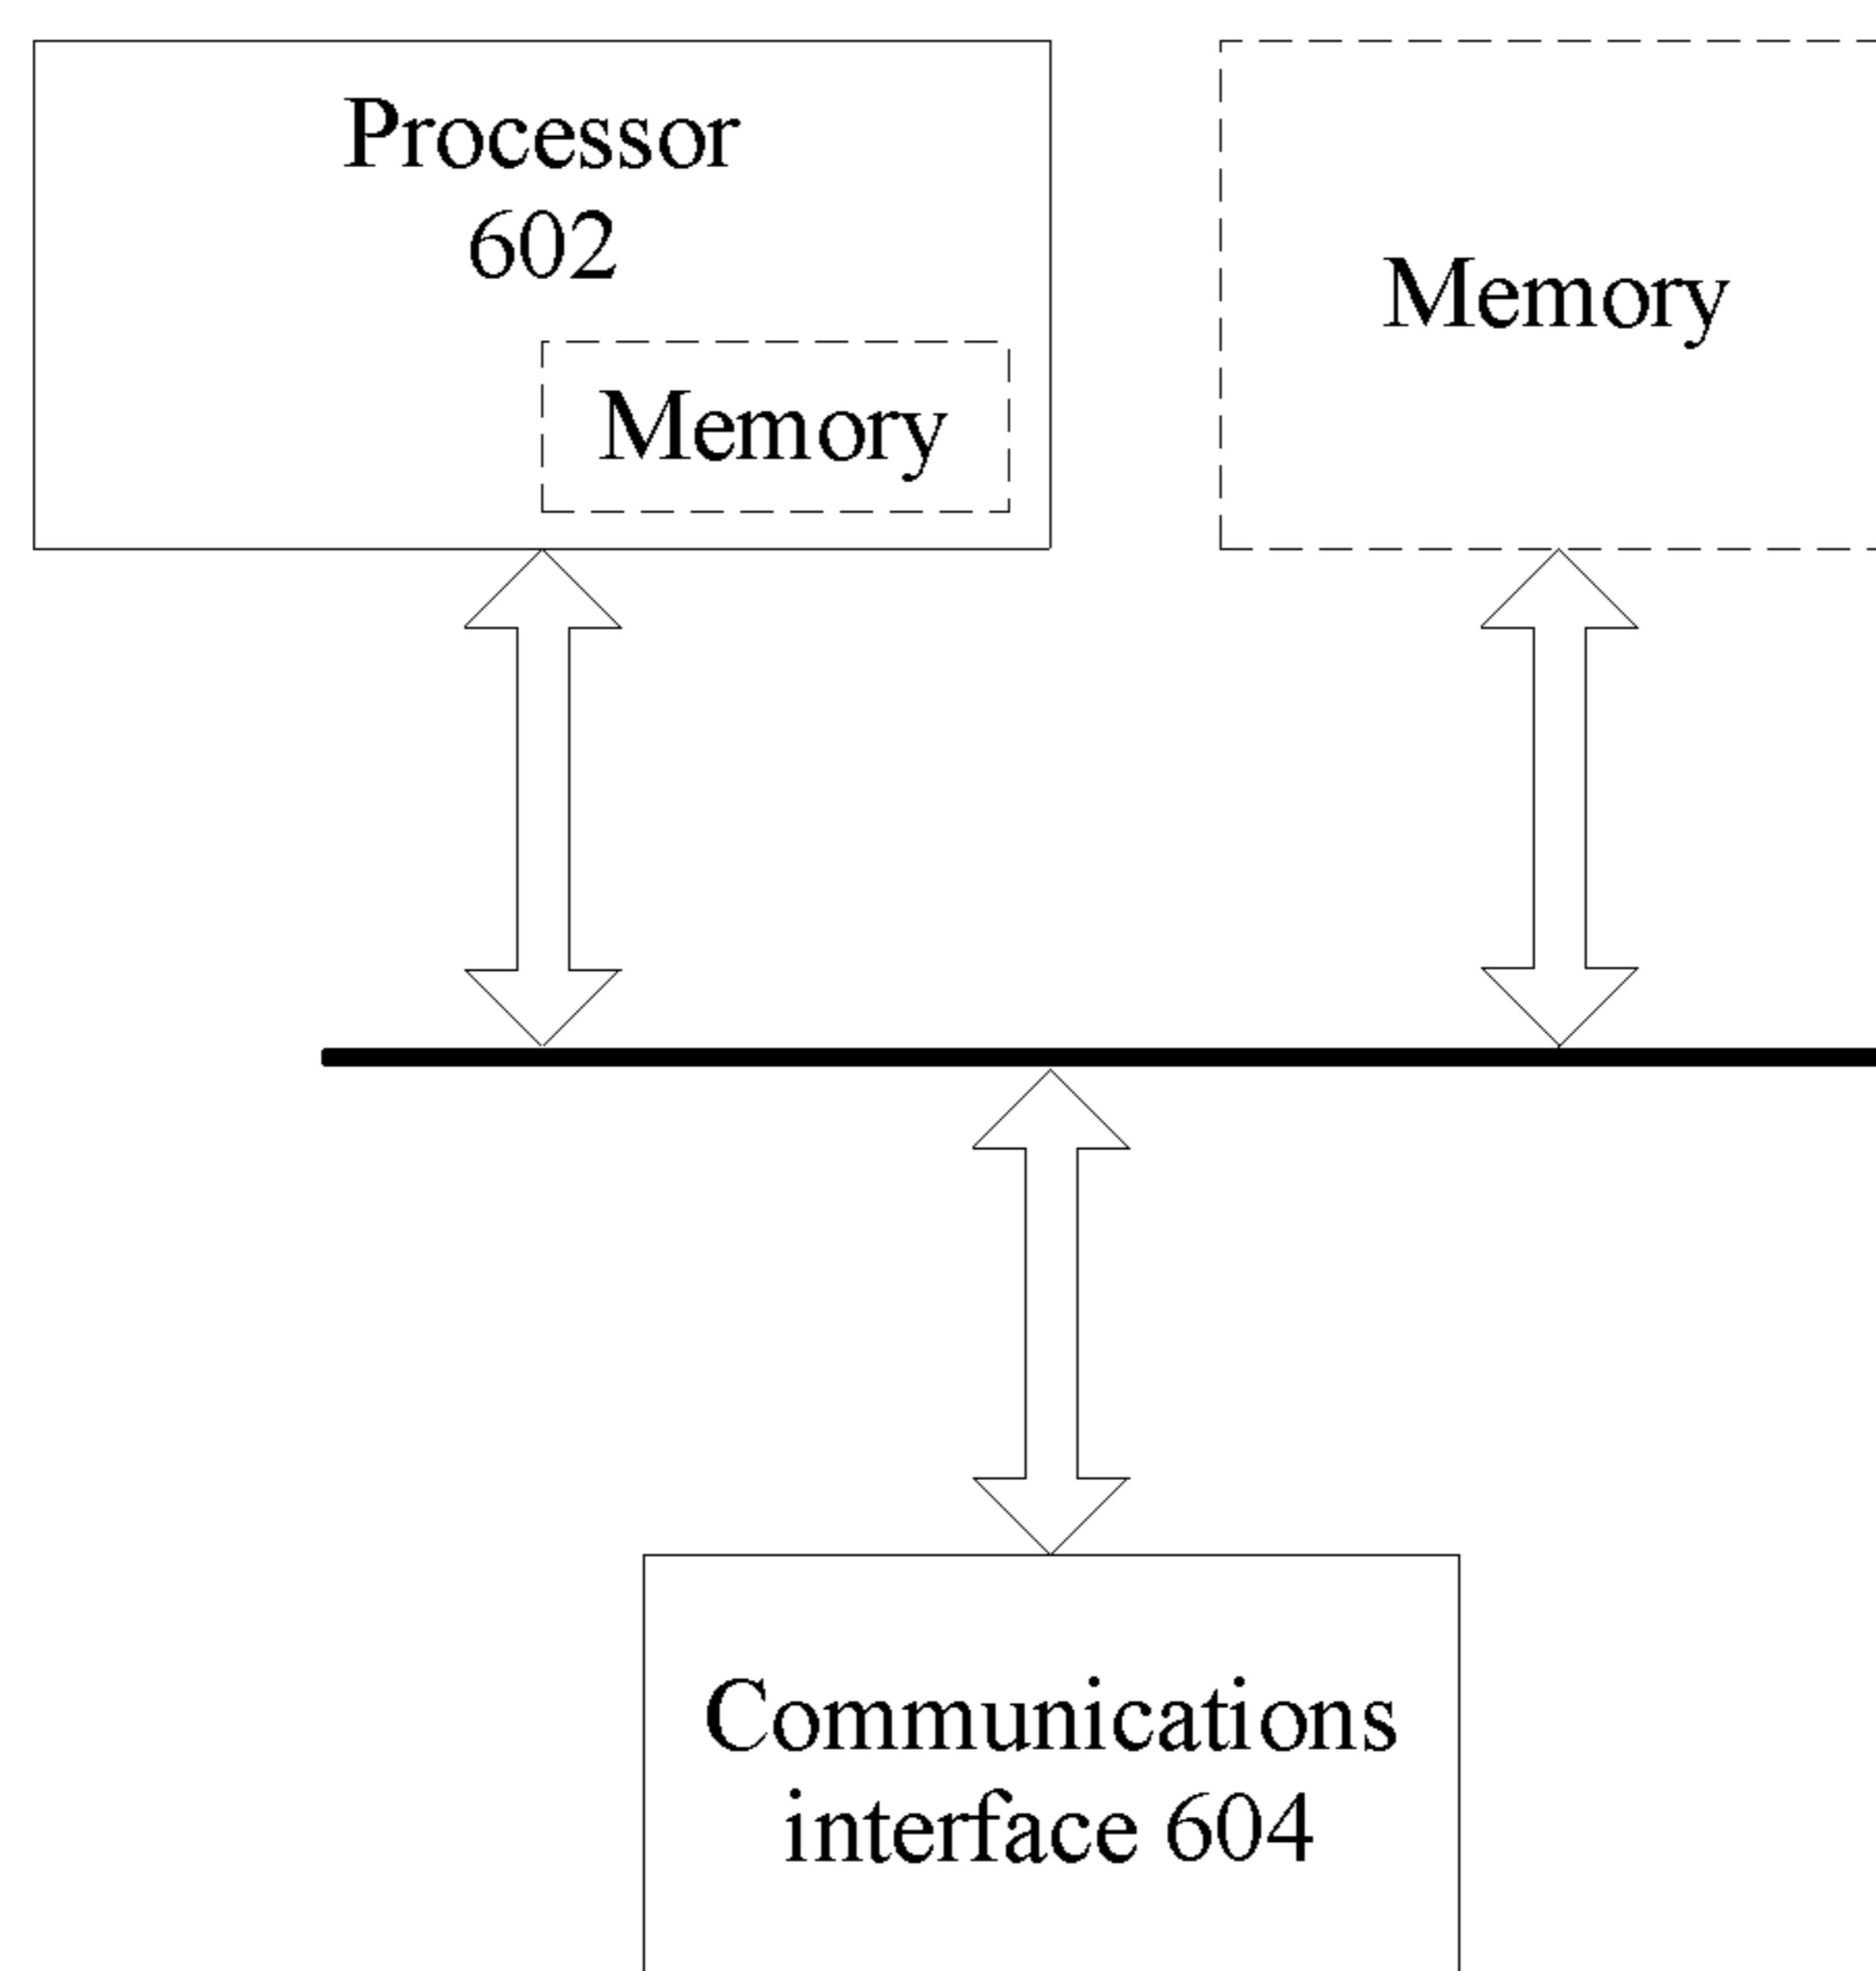 Processor
602
Memory
Memory
Communications
interface 604